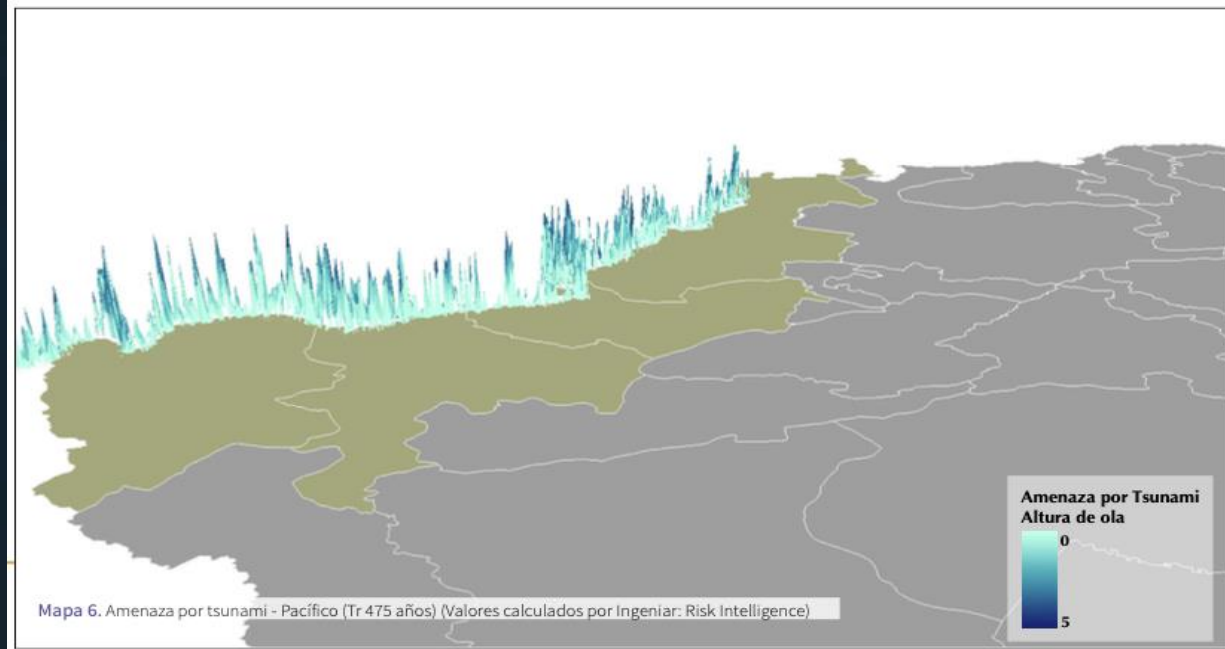 Amenaza por Tsunami
Altura de ola
0
5
Mapa 6. Amenaza por tsunami - Pacífico (Tr 475 años) (Valores calculados por Ingeniar: Risk Intelligence)